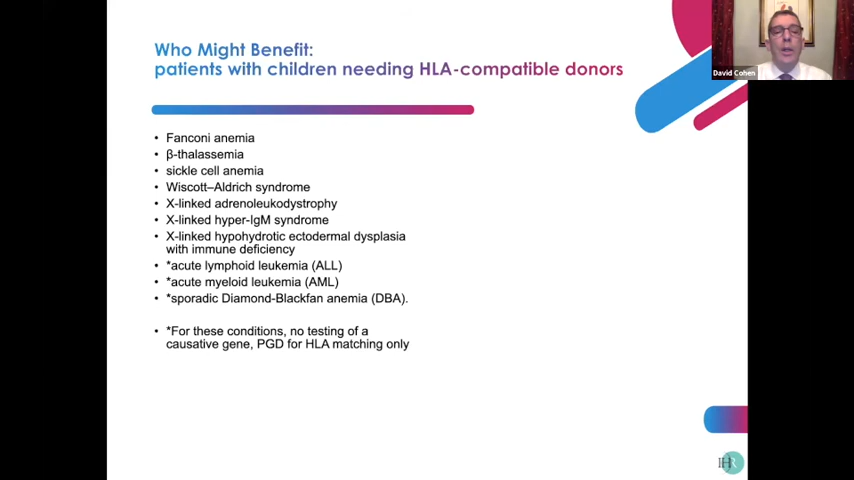 Who Might Benefit:
patients with children needing HLA-compatible donors
David Cohen
• Fanconi anemia
• β-thalassemia
• sickle cell anemia
• Wiscott–Aldrich syndrome
• X-linked adrenoleukodystrophy
• X-linked hyper-IgM syndrome
• X-linked hypohydrotic ectodermal dysplasia
with immune deficiency
• *acute lymphoid leukemia (ALL)
• *acute myeloid leukemia (AML)
• *sporadic Diamond-Blackfan anemia (DBA).
• *For these conditions, no testing of a
causative gene, PGD for HLA matching only
IHR